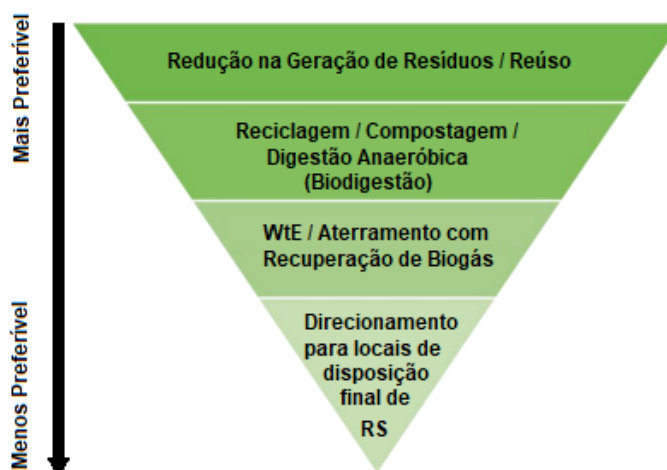 Mais Preferível
Redução na Geração de Resíduos / Reúso
Reciclagem / Compostagem /
Digestão Anaeróbica
(Biodigestão)
WtE / Aterramento com
Recuperação de Biogás
Menos Preferível
Direcionamento
para locais de
disposição
final de
RS